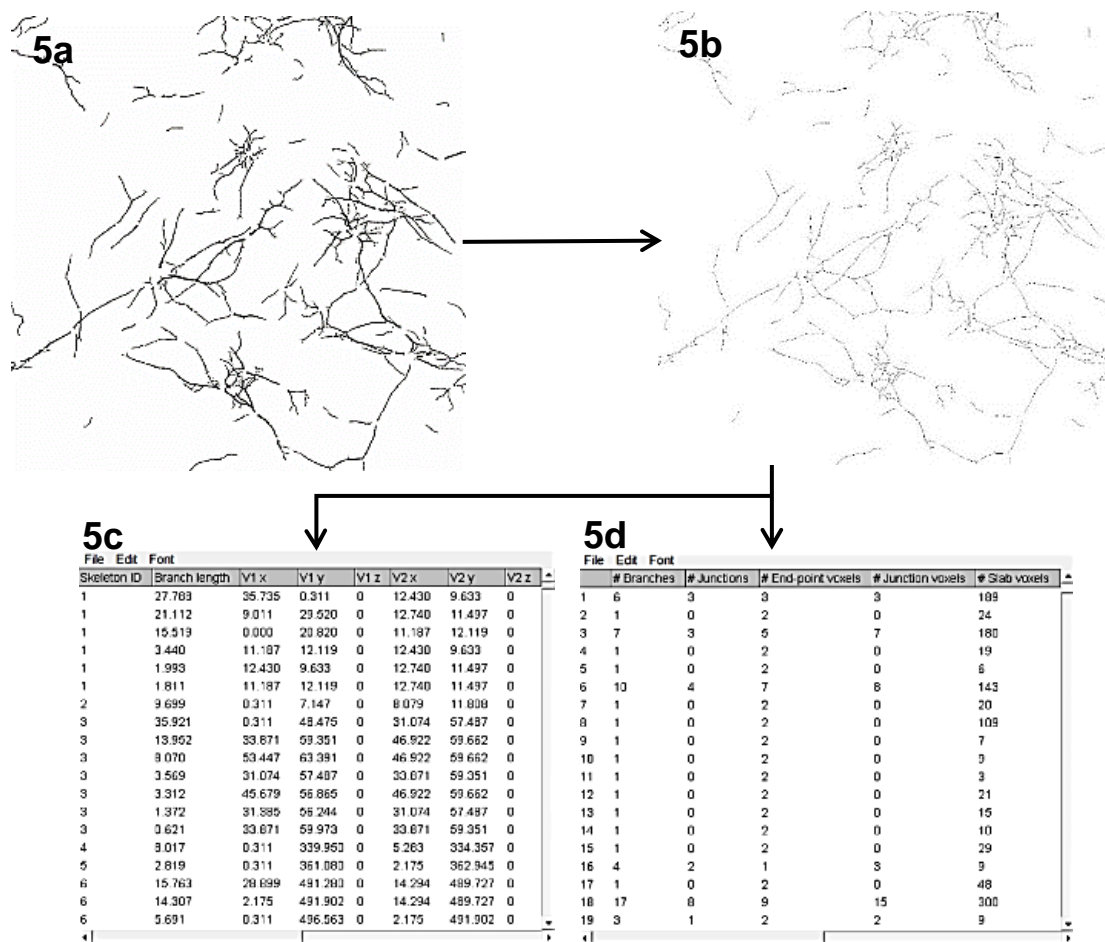 5a
5b
5c
File Edit Font
Skeleton ID Branch length V1 x V1 y V1 z V2 x V2 y V2 z
1 27.783 35.735 0.311 0 12.430 9.633 0
1 21.112 9.011 29.520 0 12.740 11.497 0
1 15.519 0.000 20.820 0 11.187 12.119 0
1 3.440 11.187 12.119 0 12.430 9.633 0
1 1.993 12.430 9.633 0 12.740 11.497 0
1 1.811 11.187 12.119 0 12.740 11.497 0
2 9.699 0.311 7.147 0 8.079 11.808 0
3 35.921 0.311 48.475 0 31.074 57.487 0
3 13.952 33.871 59.351 0 46.922 59.662 0
3 8.070 53.447 63.391 0 46.922 59.662 0
3 3.569 31.074 57.487 0 33.871 59.351 0
3 3.312 45.679 56.865 0 46.922 59.662 0
3 1.372 31.385 56.244 0 31.074 57.487 0
3 0.621 33.871 59.973 0 33.871 59.351 0
4 8.017 0.311 339.950 0 5.283 334.357 0
5 2.819 0.311 361.080 0 2.175 362.945 0
6 15.763 28.899 491.280 0 14.294 489.727 0
6 14.307 2.175 491.902 0 14.294 489.727 0
6 5.691 0.311 496.563 0 2.175 491.902 0
5d
File Edit Font
# Branches # Junctions # End-point voxels # Junction voxels # Slab voxels
1 6 3 3 3 189
2 1 0 2 0 24
3 7 3 5 7 180
4 1 0 2 0 19
5 1 0 2 0 6
6 10 4 7 8 143
7 1 0 2 0 20
8 1 0 2 0 109
9 1 0 2 0 7
10 1 0 2 0 9
11 1 0 2 0 3
12 1 0 2 0 21
13 1 0 2 0 15
14 1 0 2 0 10
15 1 0 2 0 29
16 4 2 1 3 9
17 1 0 2 0 48
18 17 8 9 15 300
19 3 1 2 2 9